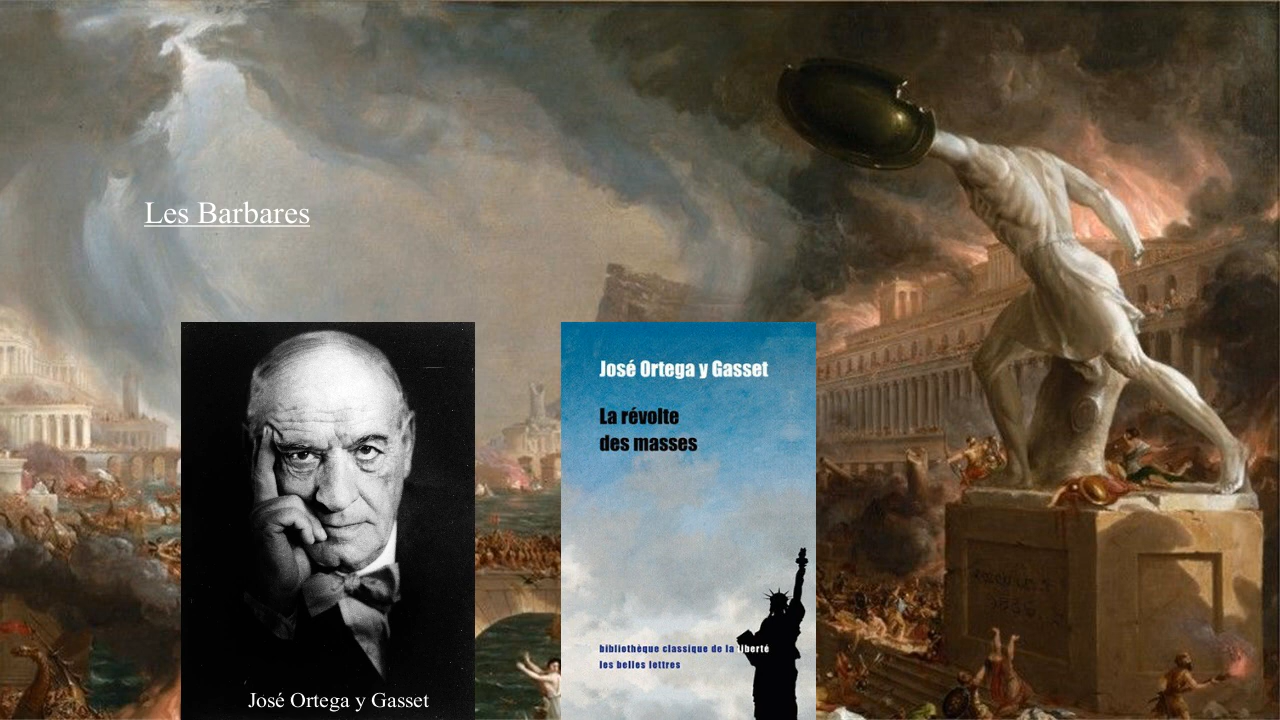 Les Barbares
José Ortega y Gasset
La révolte
des masses
bibliothèque classique de la liberté
les belles lettres
José Ortega y Gasset